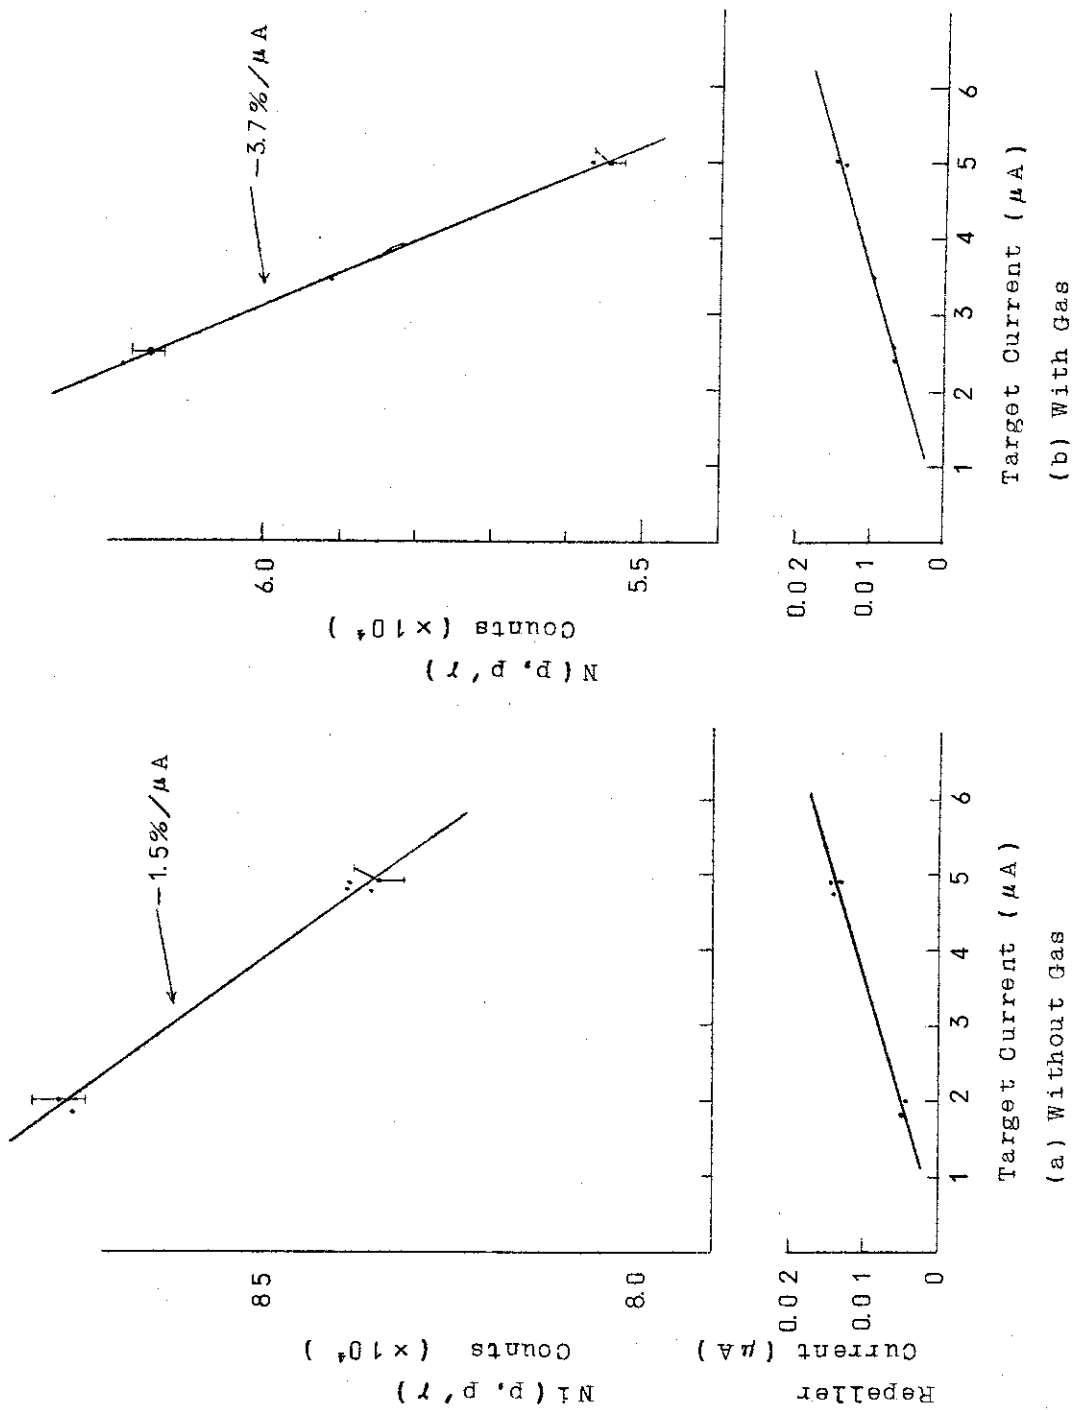 Ni(p, p'γ)
Counts (×10⁴)
8.5
8.0
−1.5%/μA
Repeller
Current (μA)
0.02
0.01
0
1 2 3 4 5 6
Target Current (μA)
(a) Without Gas
N(p, p'γ)
Counts (×10⁴)
6.0
5.5
−3.7%/μA
0.02
0.01
0
1 2 3 4 5 6
Target Current (μA)
(b) With Gas